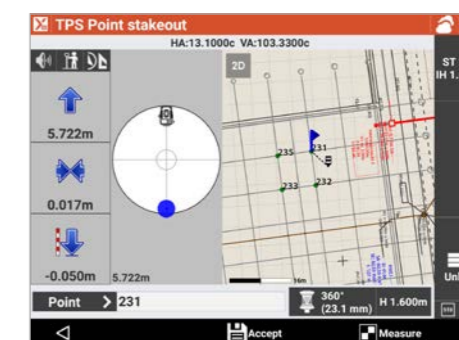 TPS Point stakeout
HA:13.1000c VA:103.3300c
ST
IH 1.
2D
5.722m
0.017m
-0.050m
5.722m
231
235
233
232
16m
Uni
Point
231
360°
(23.1 mm)
H 1.600m
Accept
Measure